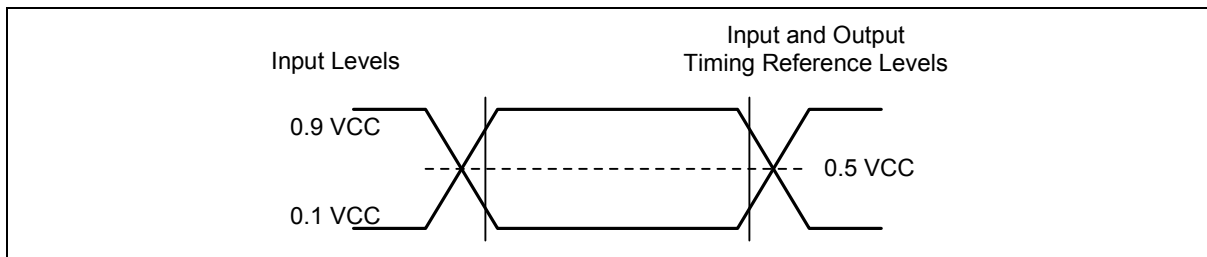 Input Levels
Input and Output
Timing Reference Levels
0.9 VCC
0.5 VCC
0.1 VCC